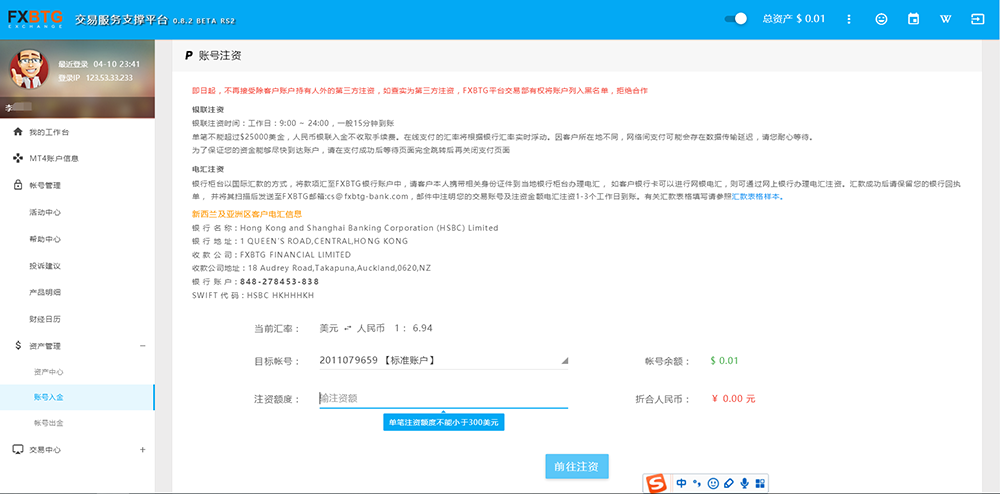 FXBTG
EXCHANGE
交易服务支撑平台 0.8.2 BETA RS2
总资产 $ 0.01
W
最近登录 04-10 23:41
登录IP 123.53.33.233
李
我的工作台
MT4账户信息
帐号管理
活动中心
帮助中心
投诉建议
产品明细
财经日历
$ 资产管理 −
资产中心
账号入金
帐号出金
交易中心 +
P 账号注资
即日起，不再接受除客户账户持有人外的第三方注资，如查实为第三方注资，FXBTG平台交易部有权将账户列入黑名单，拒绝合作
银联注资
银联注资时间：工作日：9:00 ~ 24:00，一般15分钟到账
单笔不能超过$25000美金，人民币银联入金不收取手续费。在线支付的汇率将根据银行汇率实时浮动。因客户所在地不同，网络间支付可能会存在数据传输延迟，请您耐心等待。
为了保证您的资金能够尽快到达账户，请在支付成功后等待页面完全跳转后再关闭支付页面
电汇注资
银行柜台以国际汇款的方式，将款项汇至FXBTG银行账户中，请客户本人携带相关身份证件到当地银行柜台办理电汇， 如您银行卡可以进行网银电汇，则可通过网上银行办理电汇注资。汇款成功后请保留您的银行回执
单， 并将其扫描后发送至FXBTG邮箱:cs@fxbtg-bank.com，邮件中注明您的交易账号及注资金额电汇注资1-3个工作日到账。有关汇款表格填写请参照汇款表格样本。
新西兰及亚洲区客户电汇信息
银 行 名 称：Hong Kong and Shanghai Banking Corporation (HSBC) Limited
银 行 地 址：1 QUEEN'S ROAD,CENTRAL,HONG KONG
收 款 公 司：FXBTG FINANCIAL LIMITED
收款公司地址：18 Audrey Road,Takapuna,Auckland,0620,NZ
银 行 账 户：848-278453-838
SWIFT 代 码：HSBC HKHHHKH
当前汇率： 美元 ⇌ 人民币 1： 6.94
目标帐号： 2011079659 【标准账户】 帐号余额： $ 0.01
注资额度： 输注资额 折合人民币： ¥ 0.00 元
单笔注资额度不能小于300美元
前往注资
S 中